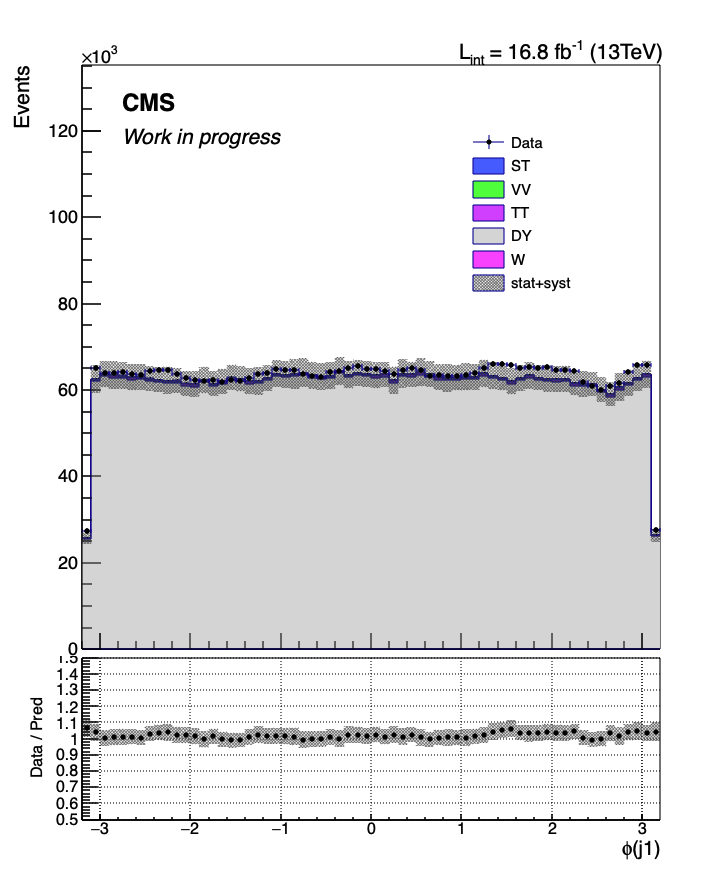 ×10³
L_int = 16.8 fb⁻¹ (13TeV)
Events
CMS
Work in progress
Data
ST
VV
TT
DY
W
stat+syst
120
100
80
60
40
20
0
Data / Pred
1.5
1.4
1.3
1.2
1.1
1
0.9
0.8
0.7
0.6
0.5
−3 −2 −1 0 1 2 3
ϕ(j1)